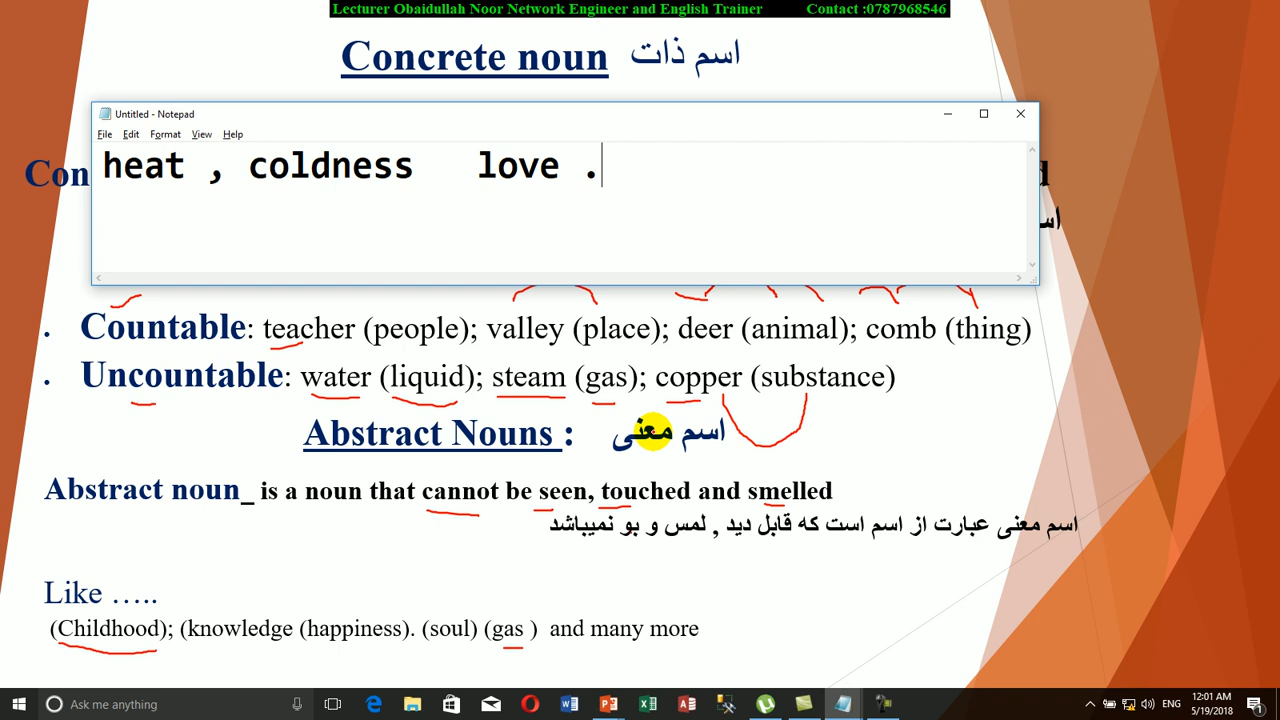 Lecturer Obaidullah Noor Network Engineer and English Trainer Contact :0787968546
Concrete noun اسم ذات
Untitled - Notepad
File Edit Format View Help
heat , coldness love .
Con
Countable: teacher (people); valley (place); deer (animal); comb (thing)
Uncountable: water (liquid); steam (gas); copper (substance)
Abstract Nouns : اسم معنی
Abstract noun_ is a noun that cannot be seen, touched and smelled
اسم معنی عبارت از اسم است که قابل دید , لمس و بو نمیباشد
Like …..
(Childhood); (knowledge (happiness). (soul) (gas ) and many more
Ask me anything
ENG
12:01 AM
5/19/2018